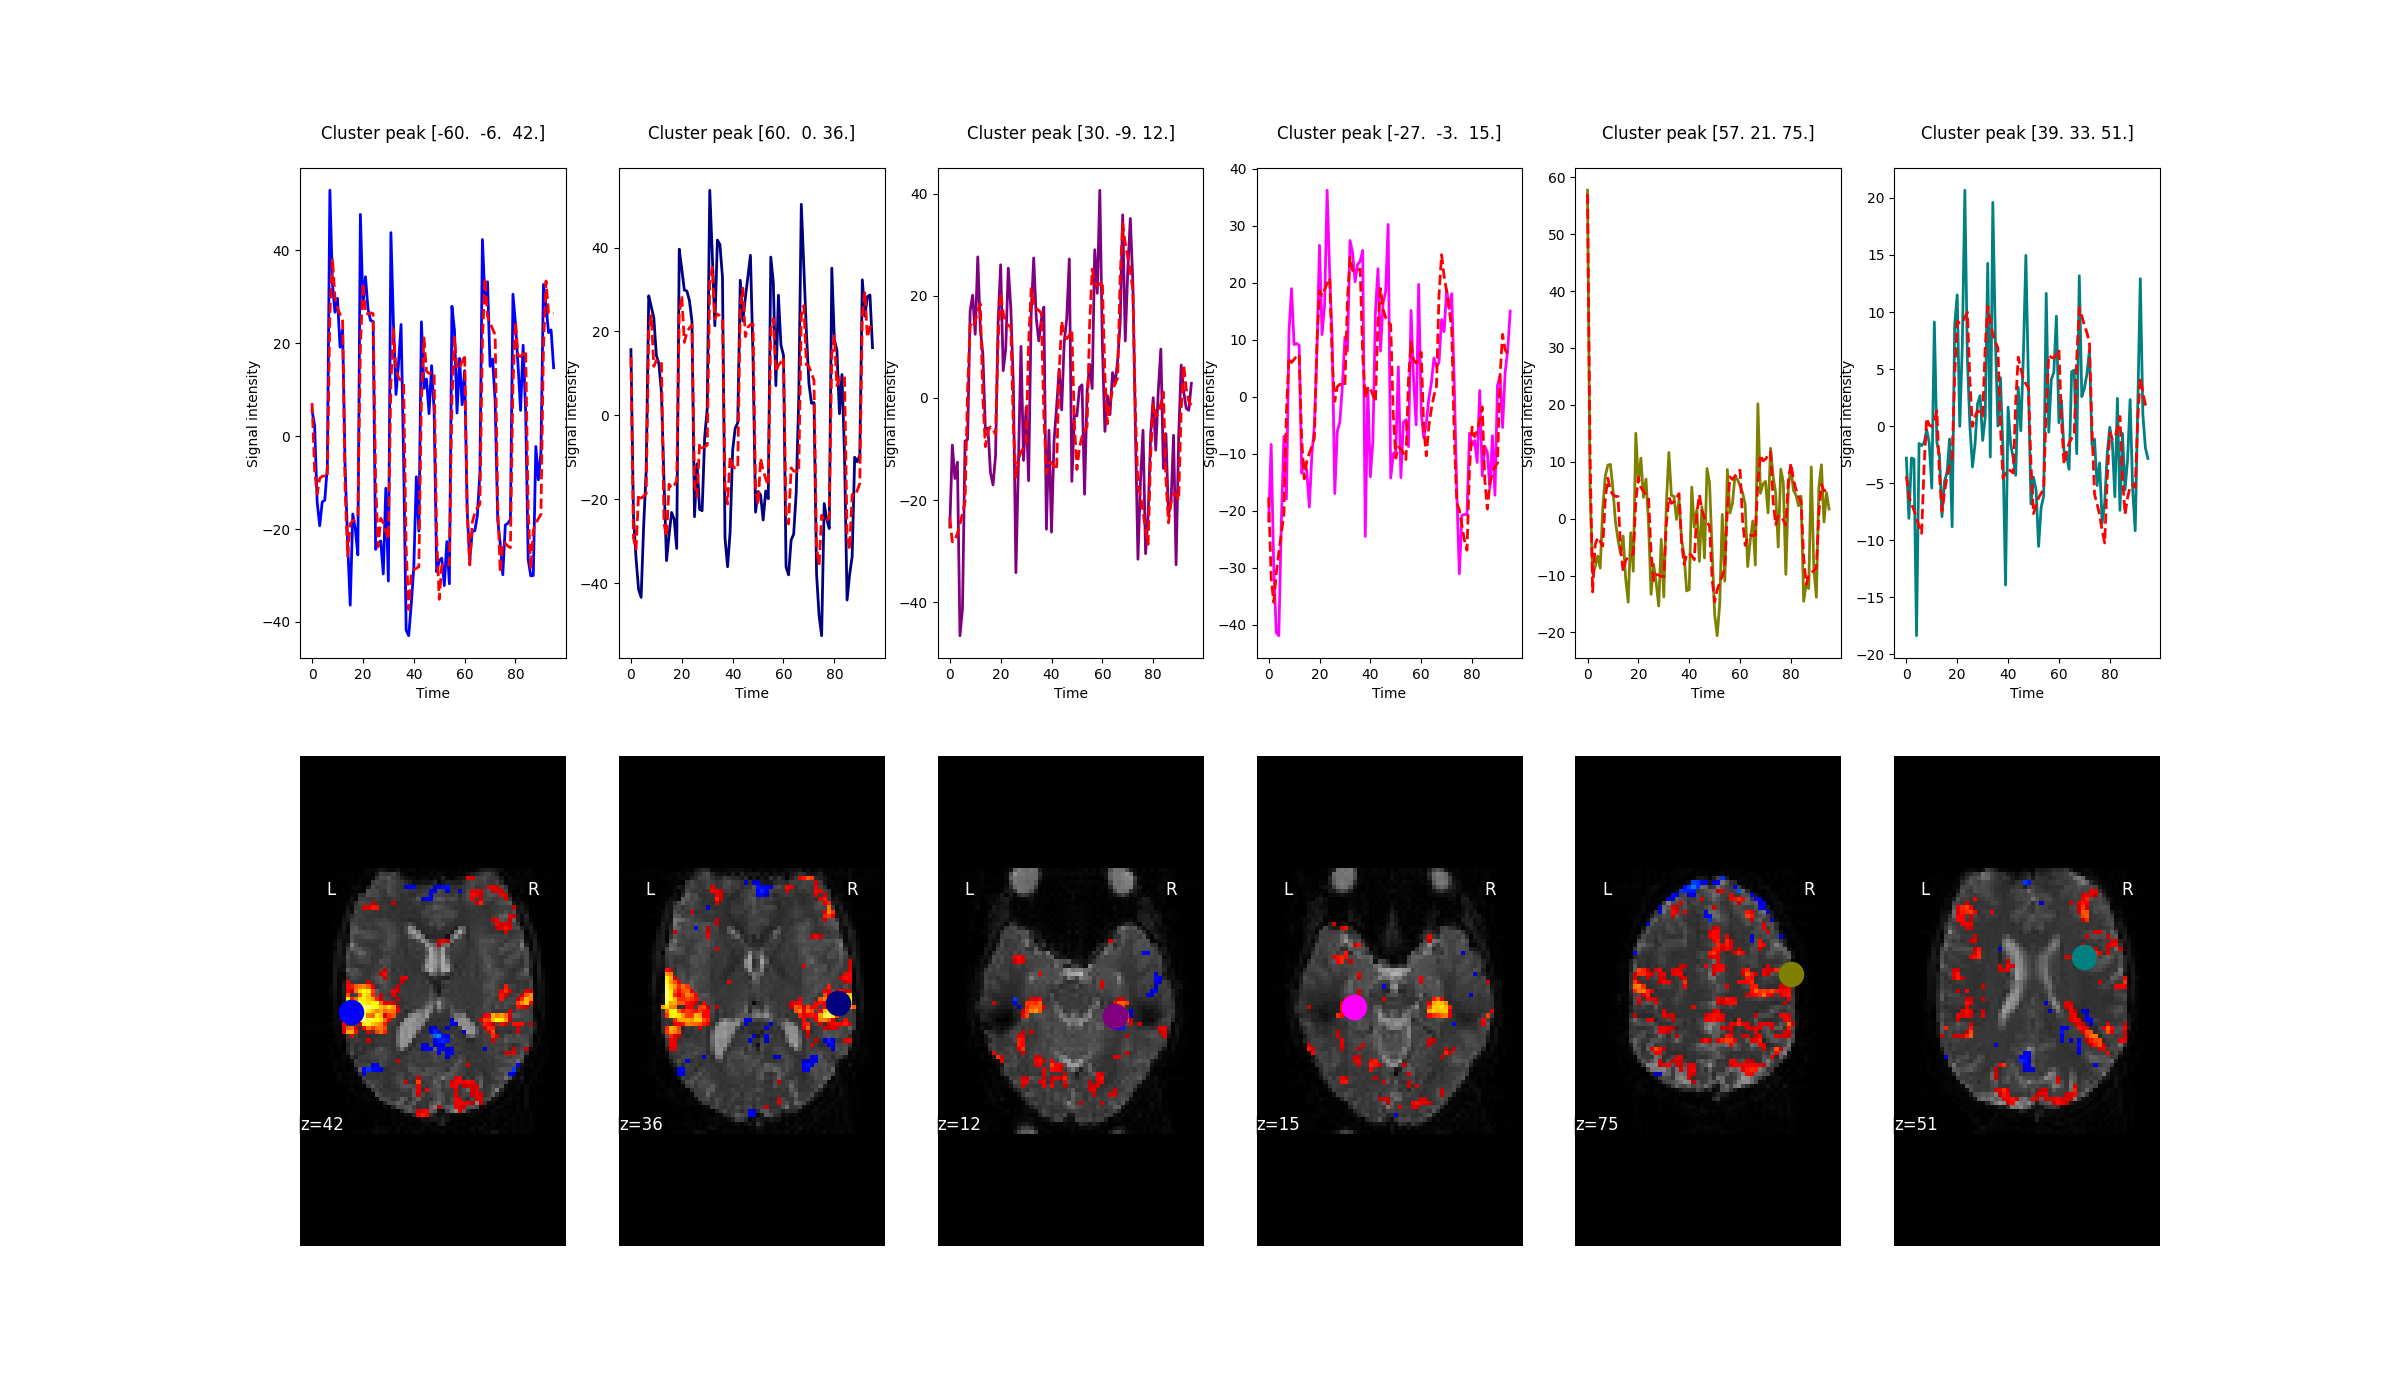 Cluster peak [-60.  -6.  42.]
Cluster peak [60.  0. 36.]
Cluster peak [30. -9. 12.]
Cluster peak [-27.  -3.  15.]
Cluster peak [57. 21. 75.]
Cluster peak [39. 33. 51.]
Signal intensity
40
20
0
−20
−40
0 20 40 60 80
Time
Signal intensity
40
20
0
−20
−40
0 20 40 60 80
Time
Signal intensity
40
20
0
−20
−40
0 20 40 60 80
Time
Signal intensity
40
30
20
10
0
−10
−20
−30
−40
0 20 40 60 80
Time
Signal intensity
60
50
40
30
20
10
0
−10
−20
0 20 40 60 80
Time
Signal intensity
20
15
10
5
0
−5
−10
−15
−20
0 20 40 60 80
Time
L R
z=42
L R
z=36
L R
z=12
L R
z=15
L R
z=75
L R
z=51